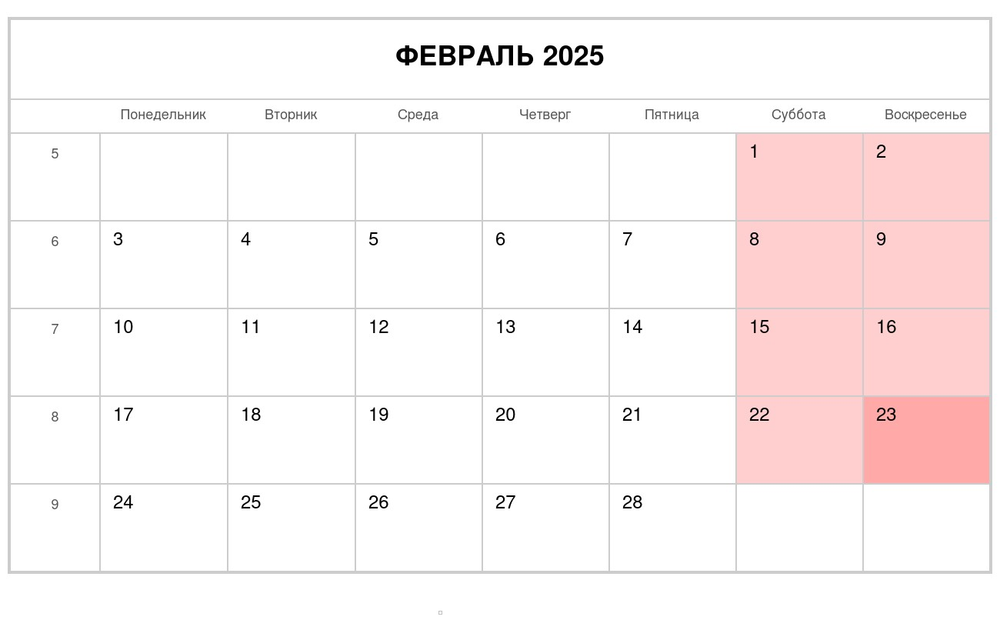 ФЕВРАЛЬ 2025
Понедельник Вторник Среда Четверг Пятница Суббота Воскресенье
5 1 2
6 3 4 5 6 7 8 9
7 10 11 12 13 14 15 16
8 17 18 19 20 21 22 23
9 24 25 26 27 28